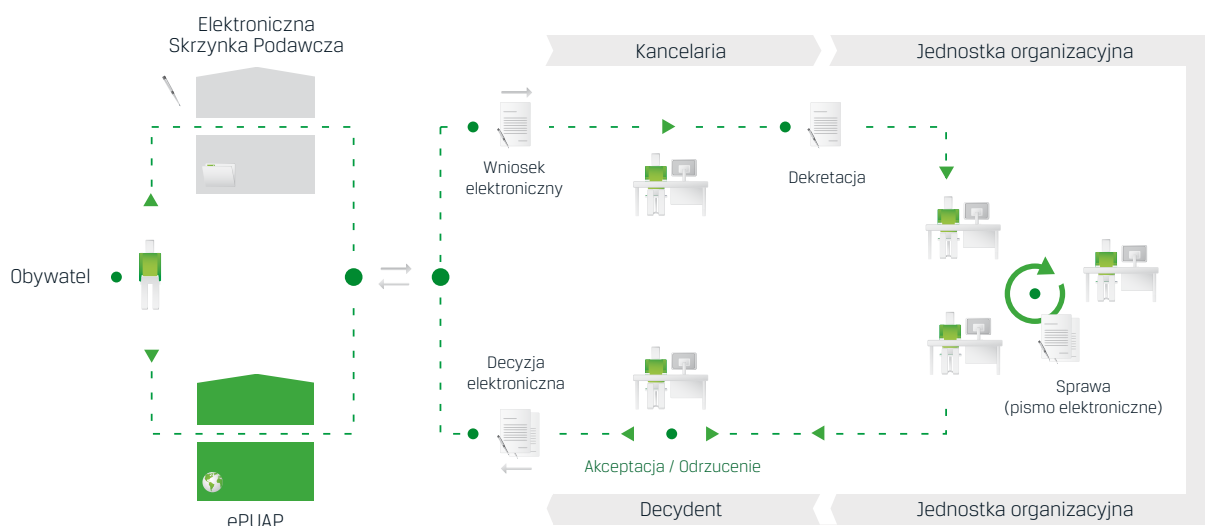 Elektroniczna
Skrzynka Podawcza
Kancelaria
Jednostka organizacyjna
Wniosek
elektroniczny
Dekretacja
Obywatel
Decyzja
elektroniczna
Sprawa
(pismo elektroniczne)
Akceptacja / Odrzucenie
Decydent
Jednostka organizacyjna
ePUAP